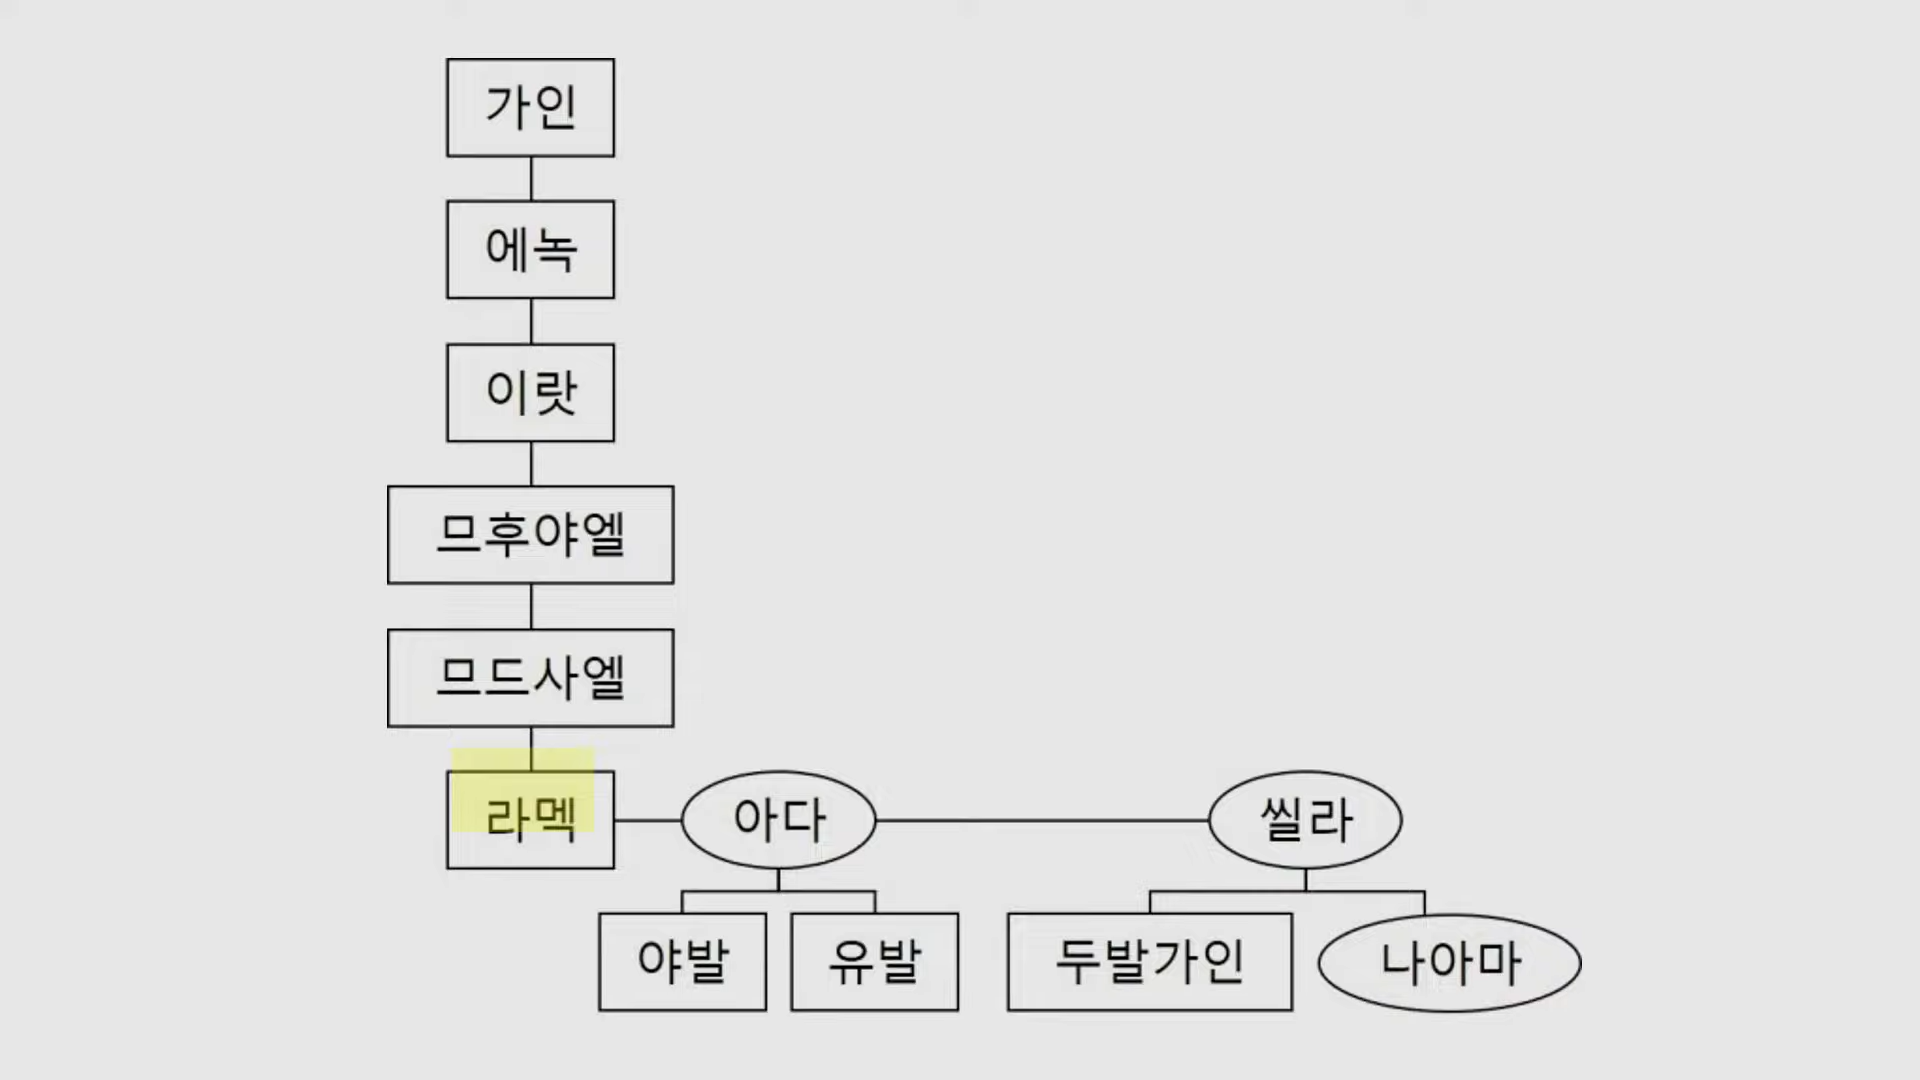 가인
에녹
이랏
므후야엘
므드사엘
라멕 아다 씰라
야발 유발 두발가인 나아마